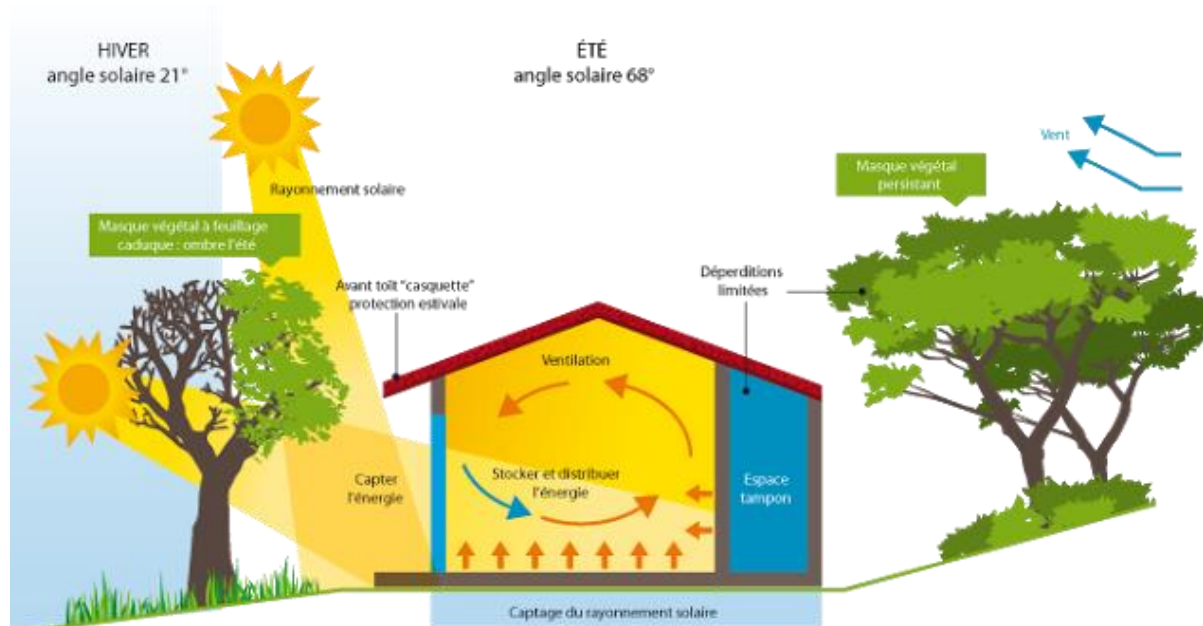 HIVER
angle solaire 21°
ÉTÉ
angle solaire 68°
Vent
Masque végétal
persistant
Rayonnement solaire
Masque végétal à feuillage
caduque : ombre l'été
Avant toît "casquette"
protection estivale
Déperditions
limitées
Ventilation
Capter
l'énergie
Stocker et distribuer
l'énergie
Espace
tampon
Captage du rayonnement solaire